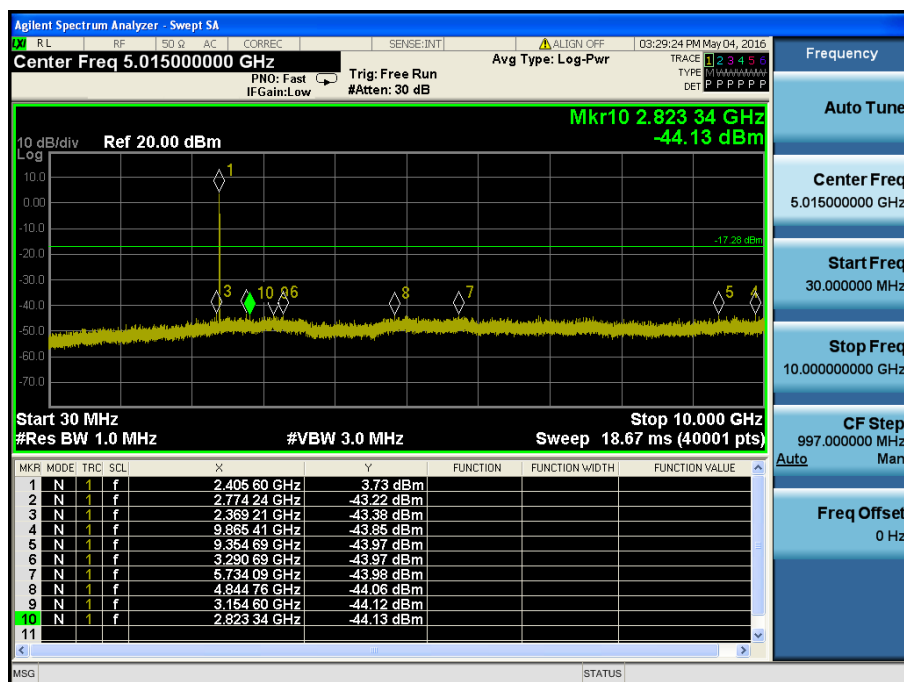 Agilent Spectrum Analyzer - Swept SA
LXI RL RF 50 Ω AC CORREC SENSE:INT ALIGN OFF 03:29:24 PM May 04, 2016
Center Freq 5.015000000 GHz
PNO: Fast
IFGain:Low
Trig: Free Run
#Atten: 30 dB
Avg Type: Log-Pwr
TRACE 1 2 3 4 5 6
TYPE M WWWWW
DET P P P P P P
Mkr10 2.823 34 GHz
-44.13 dBm
10 dB/div Ref 20.00 dBm
Log
10.0
0.00
-10.0
-20.0
-30.0
-40.0
-50.0
-60.0
-70.0
-17.28 dBm
1
3
10
9
6
8
7
5
4
Start 30 MHz Stop 10.000 GHz
#Res BW 1.0 MHz #VBW 3.0 MHz Sweep 18.67 ms (40001 pts)
MKR MODE TRC SCL X Y FUNCTION FUNCTION WIDTH FUNCTION VALUE
1 N 1 f 2.405 60 GHz 3.73 dBm
2 N 1 f 2.774 24 GHz -43.22 dBm
3 N 1 f 2.369 21 GHz -43.38 dBm
4 N 1 f 9.865 41 GHz -43.85 dBm
5 N 1 f 9.354 69 GHz -43.97 dBm
6 N 1 f 3.290 69 GHz -43.97 dBm
7 N 1 f 5.734 09 GHz -43.98 dBm
8 N 1 f 4.844 76 GHz -44.06 dBm
9 N 1 f 3.154 60 GHz -44.12 dBm
10 N 1 f 2.823 34 GHz -44.13 dBm
11
MSG STATUS
Frequency
Auto Tune
Center Freq
5.015000000 GHz
Start Freq
30.000000 MHz
Stop Freq
10.000000000 GHz
CF Step
997.000000 MHz
Auto Man
Freq Offset
0 Hz